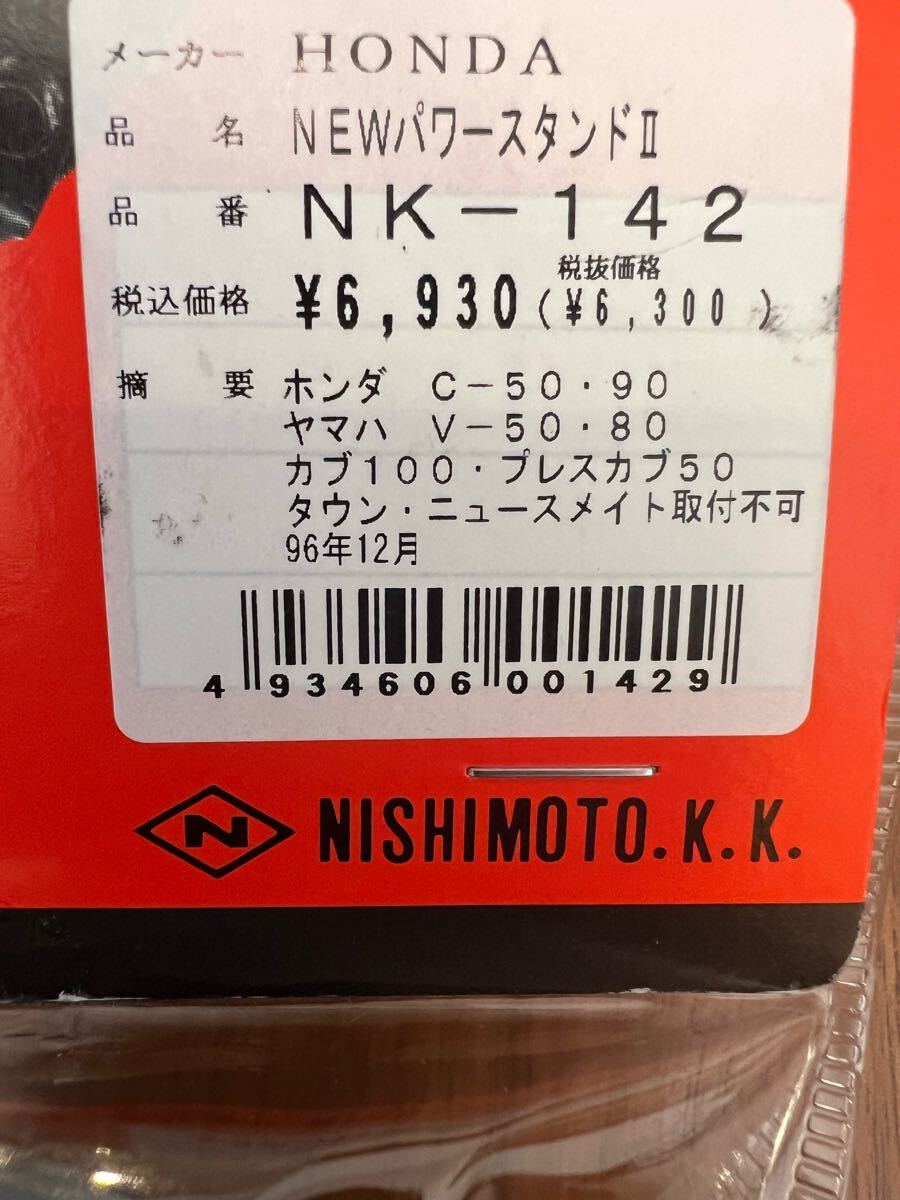 メーカー HONDA
品名 NEWパワースタンドⅡ
品番 NK-142
税抜価格
税込価格 ¥6,930(¥6,300)
摘要 ホンダ C-50・90
ヤマハ V-50・80
カブ100・プレスカブ50
タウン・ニュースメイト取付不可
96年12月
4 934606 001429
N NISHIMOTO.K.K.